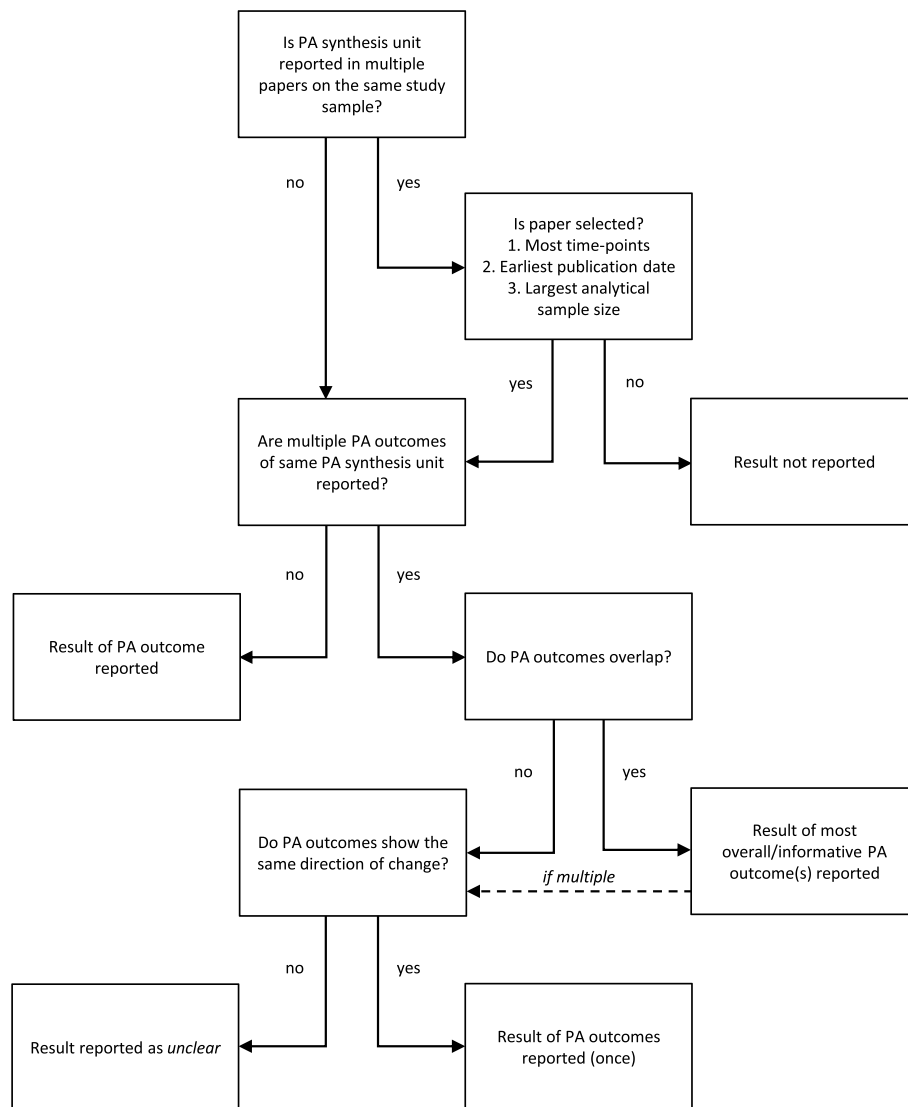 Is PA synthesis unit
reported in multiple
papers on the same study
sample?
no
yes
Is paper selected?
1. Most time-points
2. Earliest publication date
3. Largest analytical
sample size
yes
no
Are multiple PA outcomes
of same PA synthesis unit
reported?
Result not reported
no
yes
Result of PA outcome
reported
Do PA outcomes overlap?
no
yes
Do PA outcomes show the
same direction of change?
if multiple
Result of most
overall/informative PA
outcome(s) reported
no
yes
Result reported as unclear
Result of PA outcomes
reported (once)